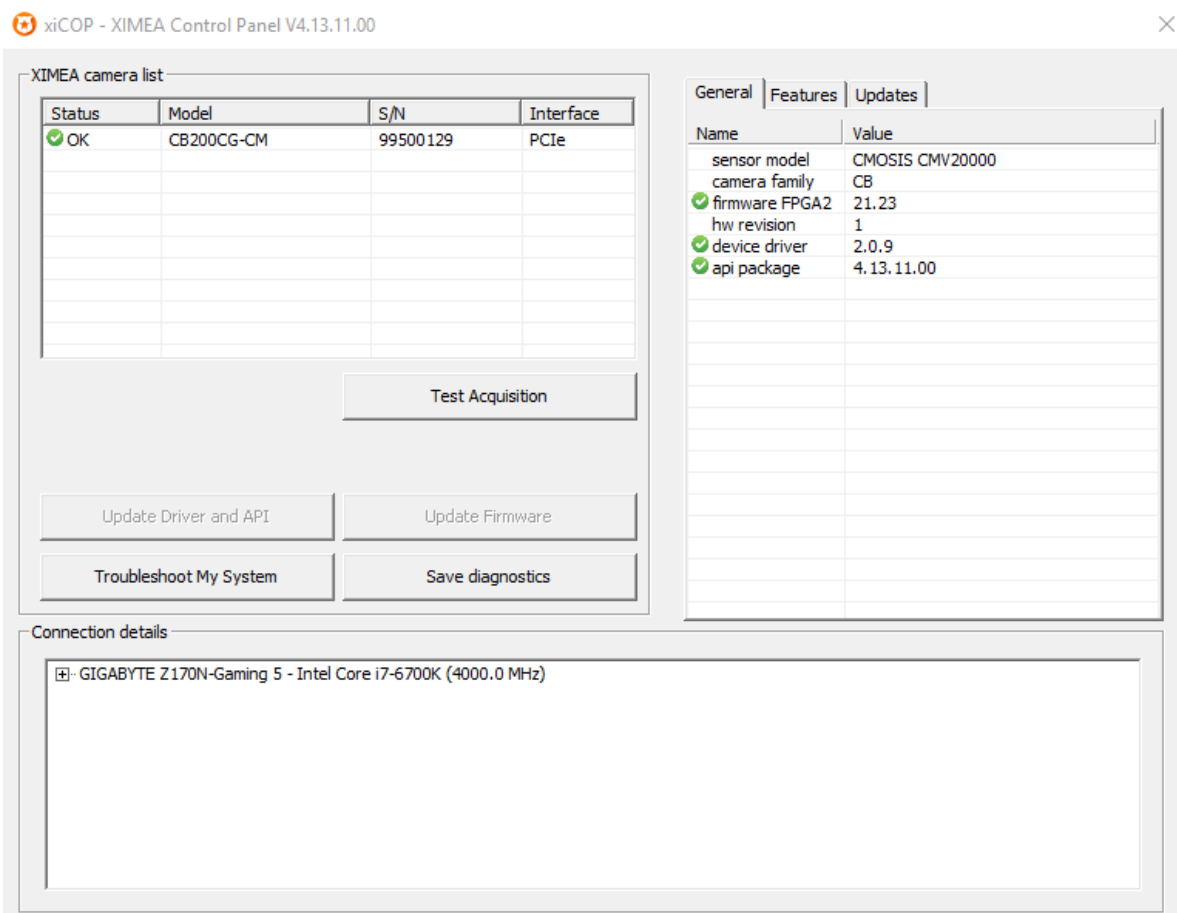 xiCOP - XIMEA Control Panel V4.13.11.00
XIMEA camera list
Status Model S/N Interface
OK CB200CG-CM 99500129 PCIe
Test Acquisition
Update Driver and API Update Firmware
Troubleshoot My System Save diagnostics
General Features Updates
Name Value
sensor model CMOSIS CMV20000
camera family CB
firmware FPGA2 21.23
hw revision 1
device driver 2.0.9
api package 4.13.11.00
Connection details
GIGABYTE Z170N-Gaming 5 - Intel Core i7-6700K (4000.0 MHz)